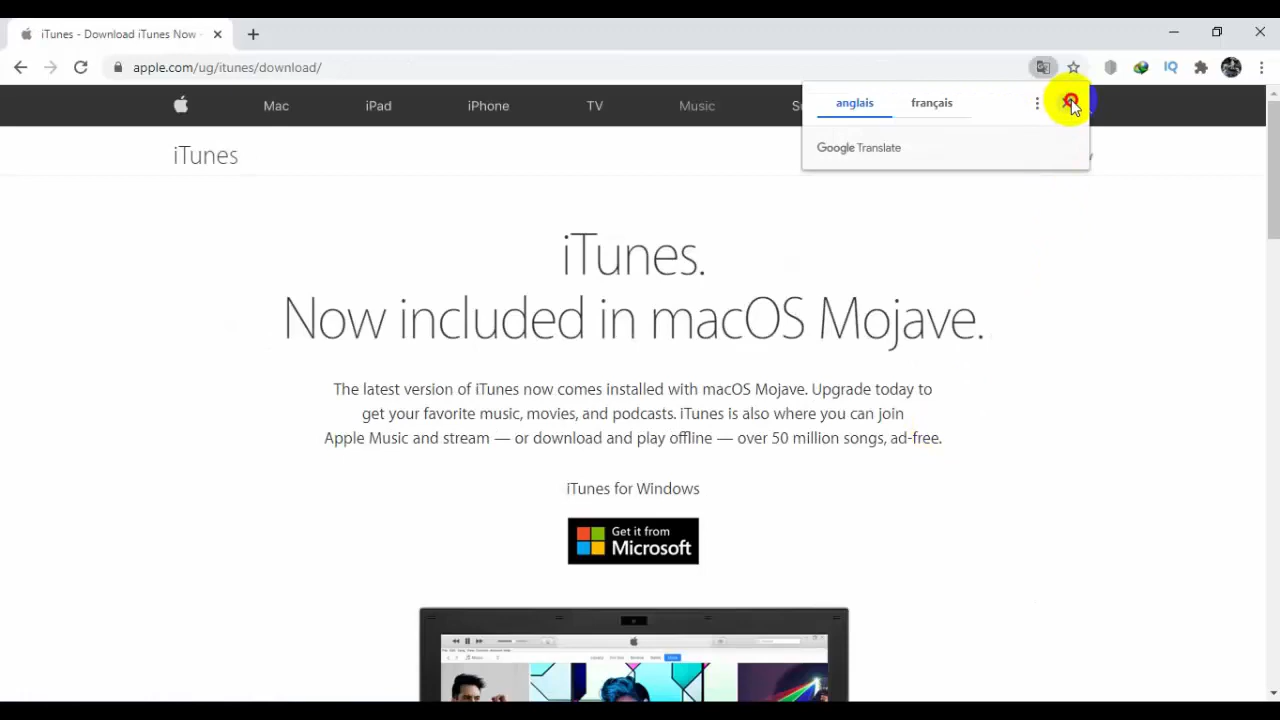 iTunes - Download iTunes Now
apple.com/ug/itunes/download/
Mac
iPad
iPhone
TV
Music
anglais
français
Google Translate
iTunes
iTunes.
Now included in macOS Mojave.
The latest version of iTunes now comes installed with macOS Mojave. Upgrade today to
get your favorite music, movies, and podcasts. iTunes is also where you can join
Apple Music and stream — or download and play offline — over 50 million songs, ad-free.
iTunes for Windows
Get it from
Microsoft